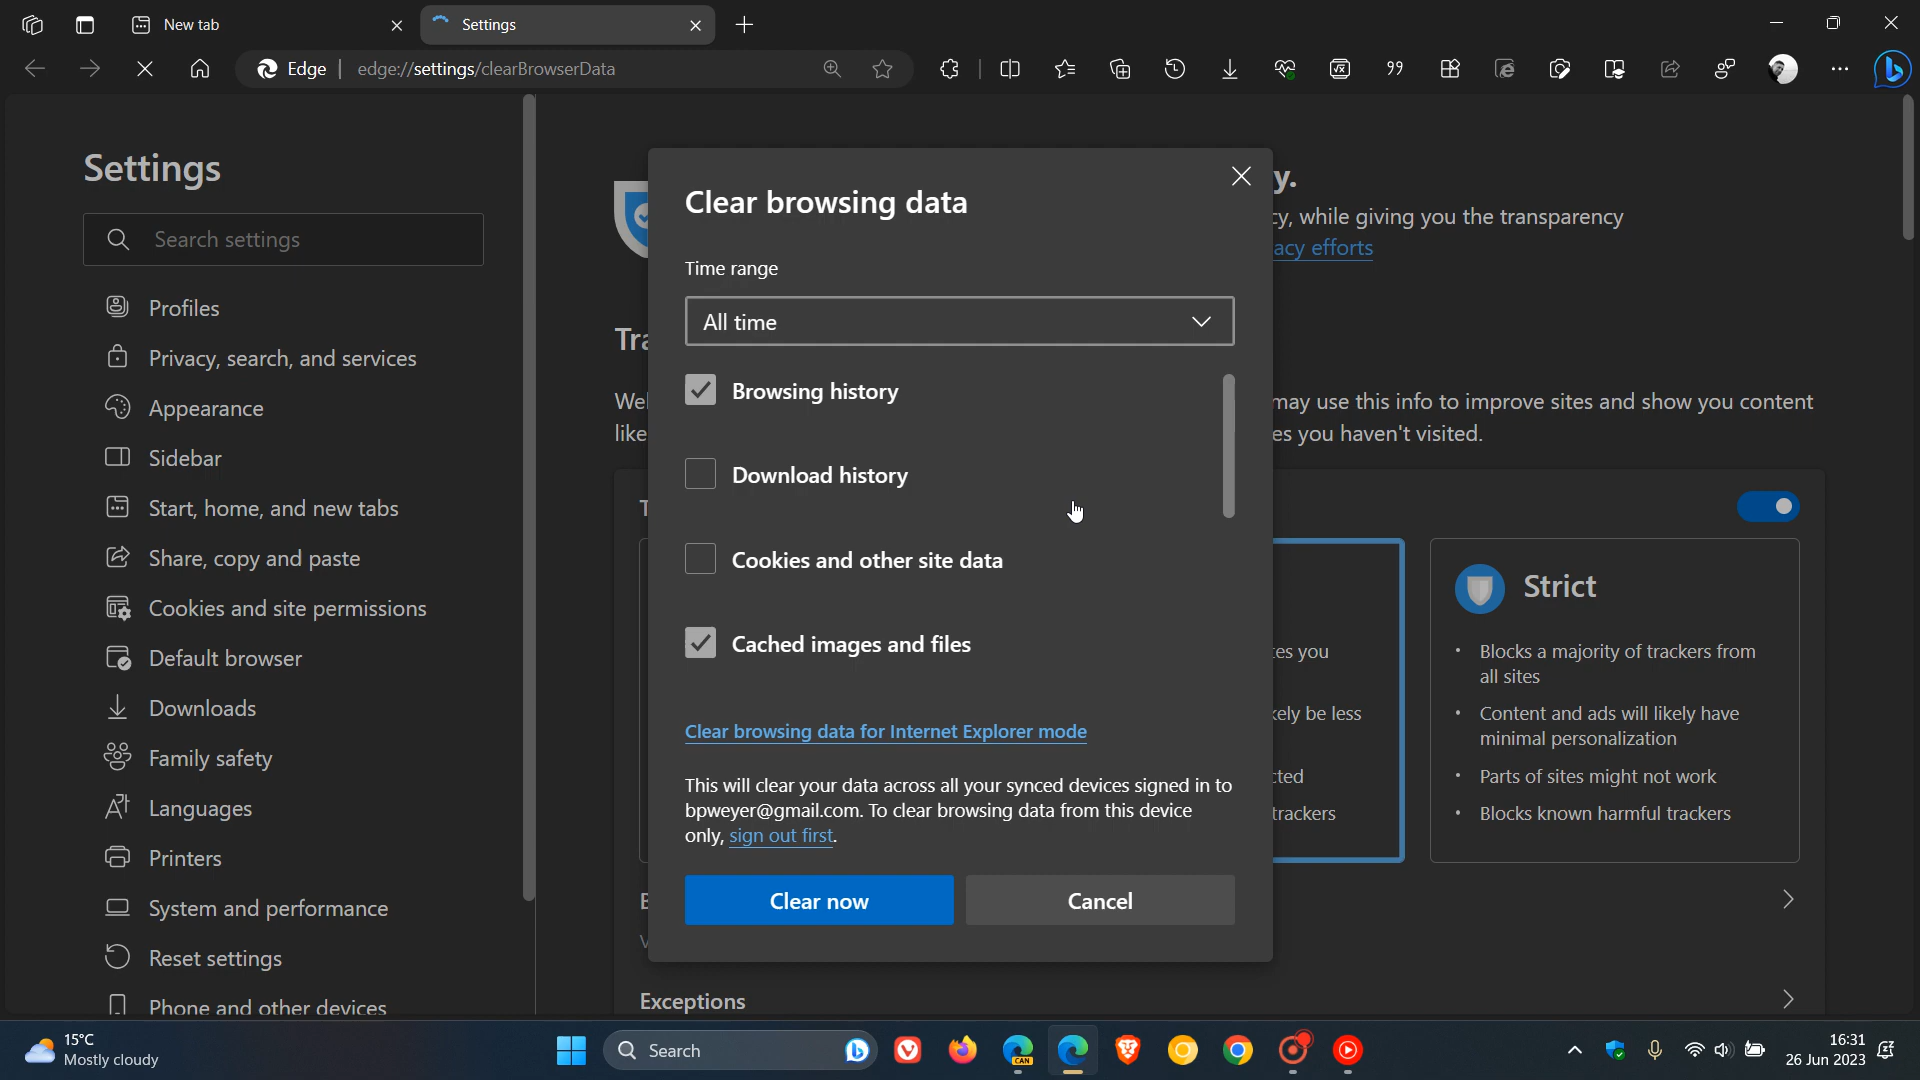 New tab
Settings
Edge
edge://settings/clearBrowserData
Settings
Search settings
Profiles
Privacy, search, and services
Appearance
Sidebar
Start, home, and new tabs
Share, copy and paste
Cookies and site permissions
Default browser
Downloads
Family safety
Languages
Printers
System and performance
Reset settings
Phone and other devices
y.
cy, while giving you the transparency
acy efforts
Tra
Wel
may use this info to improve sites and show you content
like
es you haven't visited.
Clear browsing data
Time range
All time
Browsing history
Download history
Cookies and other site data
Cached images and files
Clear browsing data for Internet Explorer mode
This will clear your data across all your synced devices signed in to
bpweyer@gmail.com. To clear browsing data from this device
only, sign out first.
Clear now
Cancel
T
tes you
kely be less
cted
trackers
Strict
• Blocks a majority of trackers from
all sites
• Content and ads will likely have
minimal personalization
• Parts of sites might not work
• Blocks known harmful trackers
Exceptions
15°C
Mostly cloudy
Search
CAN
16:31
26 Jun 2023